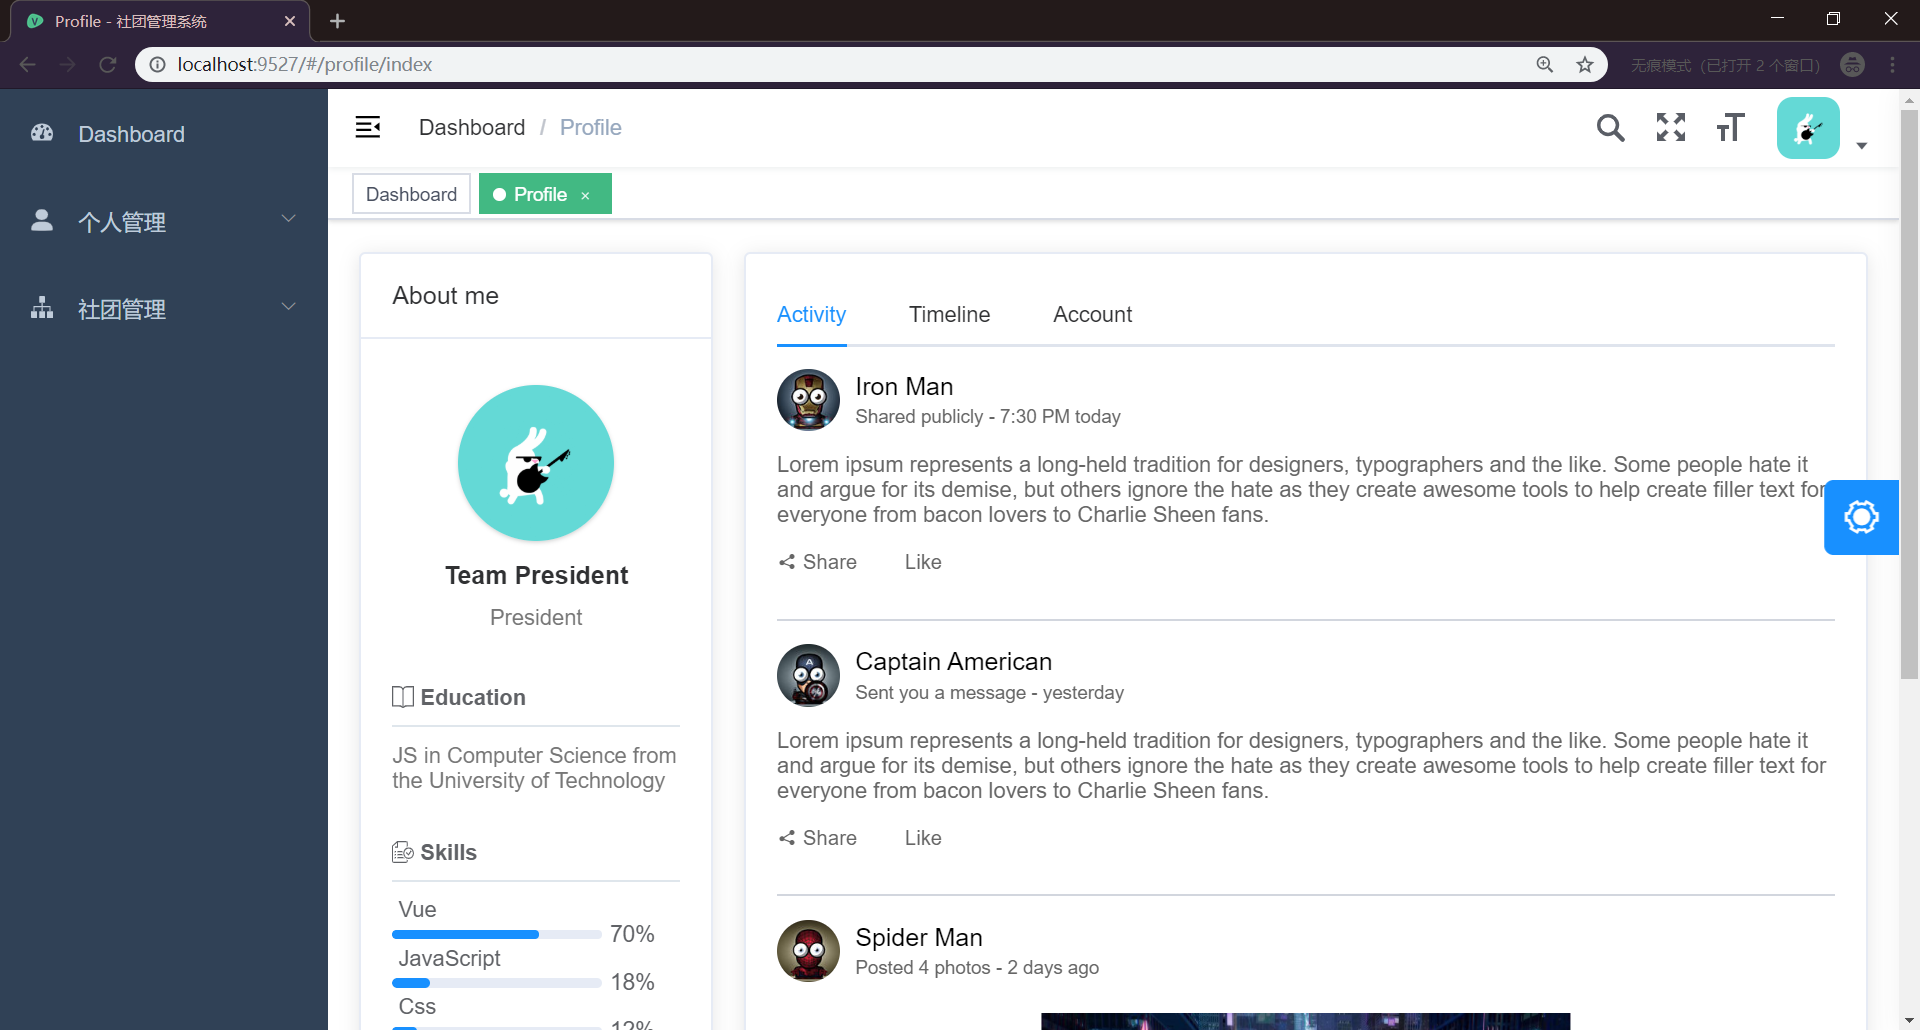 Profile - 社团管理系统
localhost:9527/#/profile/index
无痕模式 (已打开 2 个窗口)
Dashboard
个人管理
社团管理
Dashboard / Profile
Dashboard
Profile ×
About me
Team President
President
Education
JS in Computer Science from
the University of Technology
Skills
Vue
70%
JavaScript
18%
Css
12%
Activity Timeline Account
Iron Man
Shared publicly - 7:30 PM today
Lorem ipsum represents a long-held tradition for designers, typographers and the like. Some people hate it
and argue for its demise, but others ignore the hate as they create awesome tools to help create filler text for
everyone from bacon lovers to Charlie Sheen fans.
Share Like
Captain American
Sent you a message - yesterday
Lorem ipsum represents a long-held tradition for designers, typographers and the like. Some people hate it
and argue for its demise, but others ignore the hate as they create awesome tools to help create filler text for
everyone from bacon lovers to Charlie Sheen fans.
Share Like
Spider Man
Posted 4 photos - 2 days ago